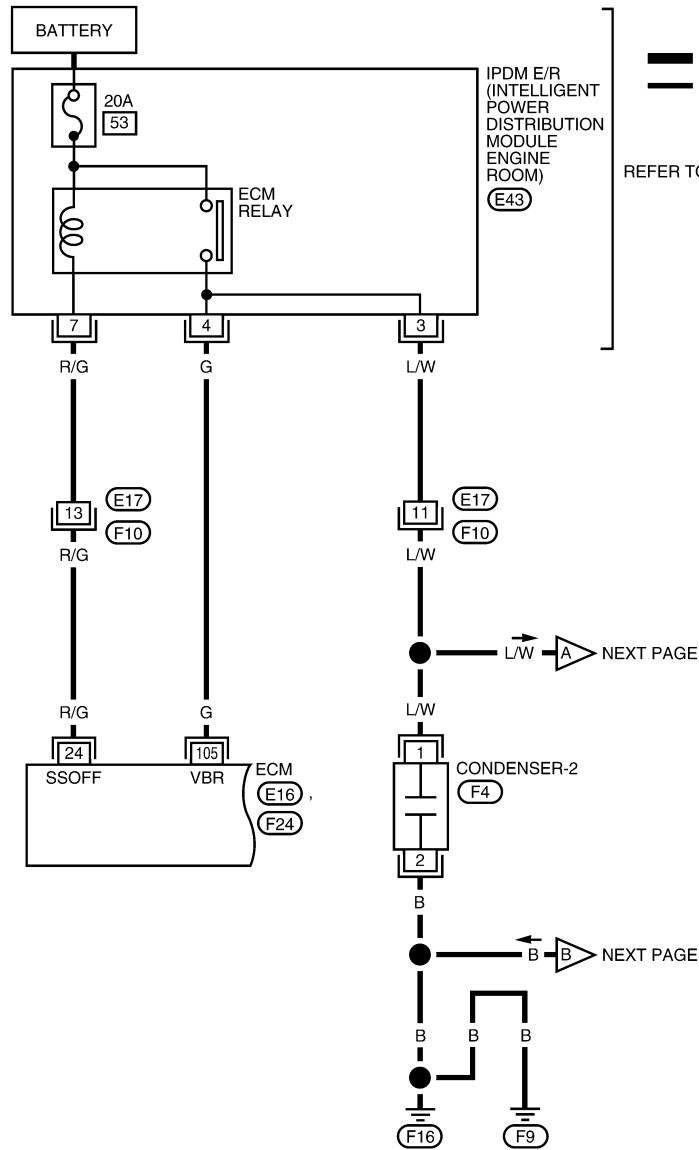 BATTERY
IPDM E/R
(INTELLIGENT
POWER
DISTRIBUTION
MODULE
ENGINE
ROOM)
E43
REFER TO
20A
53
ECM
RELAY
7
4
3
R/G
G
L/W
13
E17
F10
11
E17
F10
R/G
L/W
L/W
A
NEXT PAGE
R/G
G
L/W
24
105
1
SSOFF
VBR
ECM
E16 ,
F24
CONDENSER-2
F4
2
B
B
B
NEXT PAGE
B
B
B
F16
F9